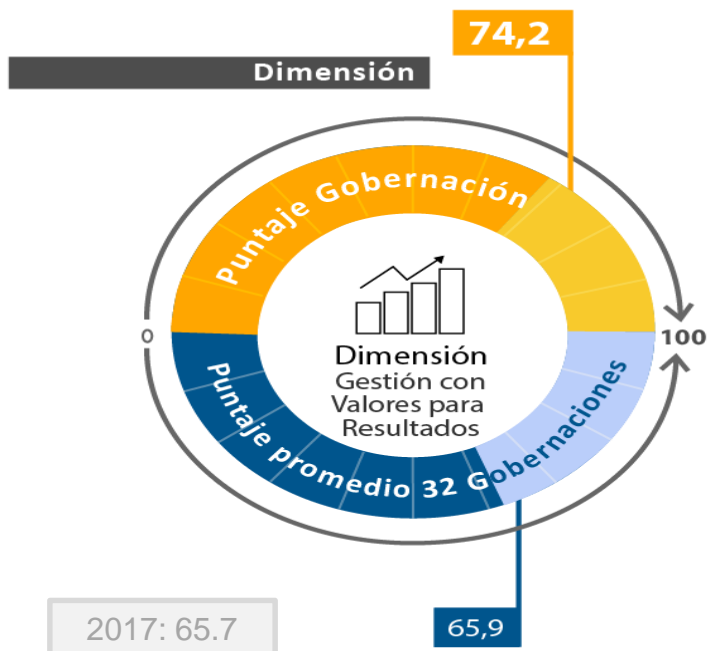 74,2
Dimensión
Puntaje Gobernación
0
100
Dimensión
Gestión con
Valores para
Resultados
Puntaje promedio 32 Gobernaciones
2017: 65.7
65,9